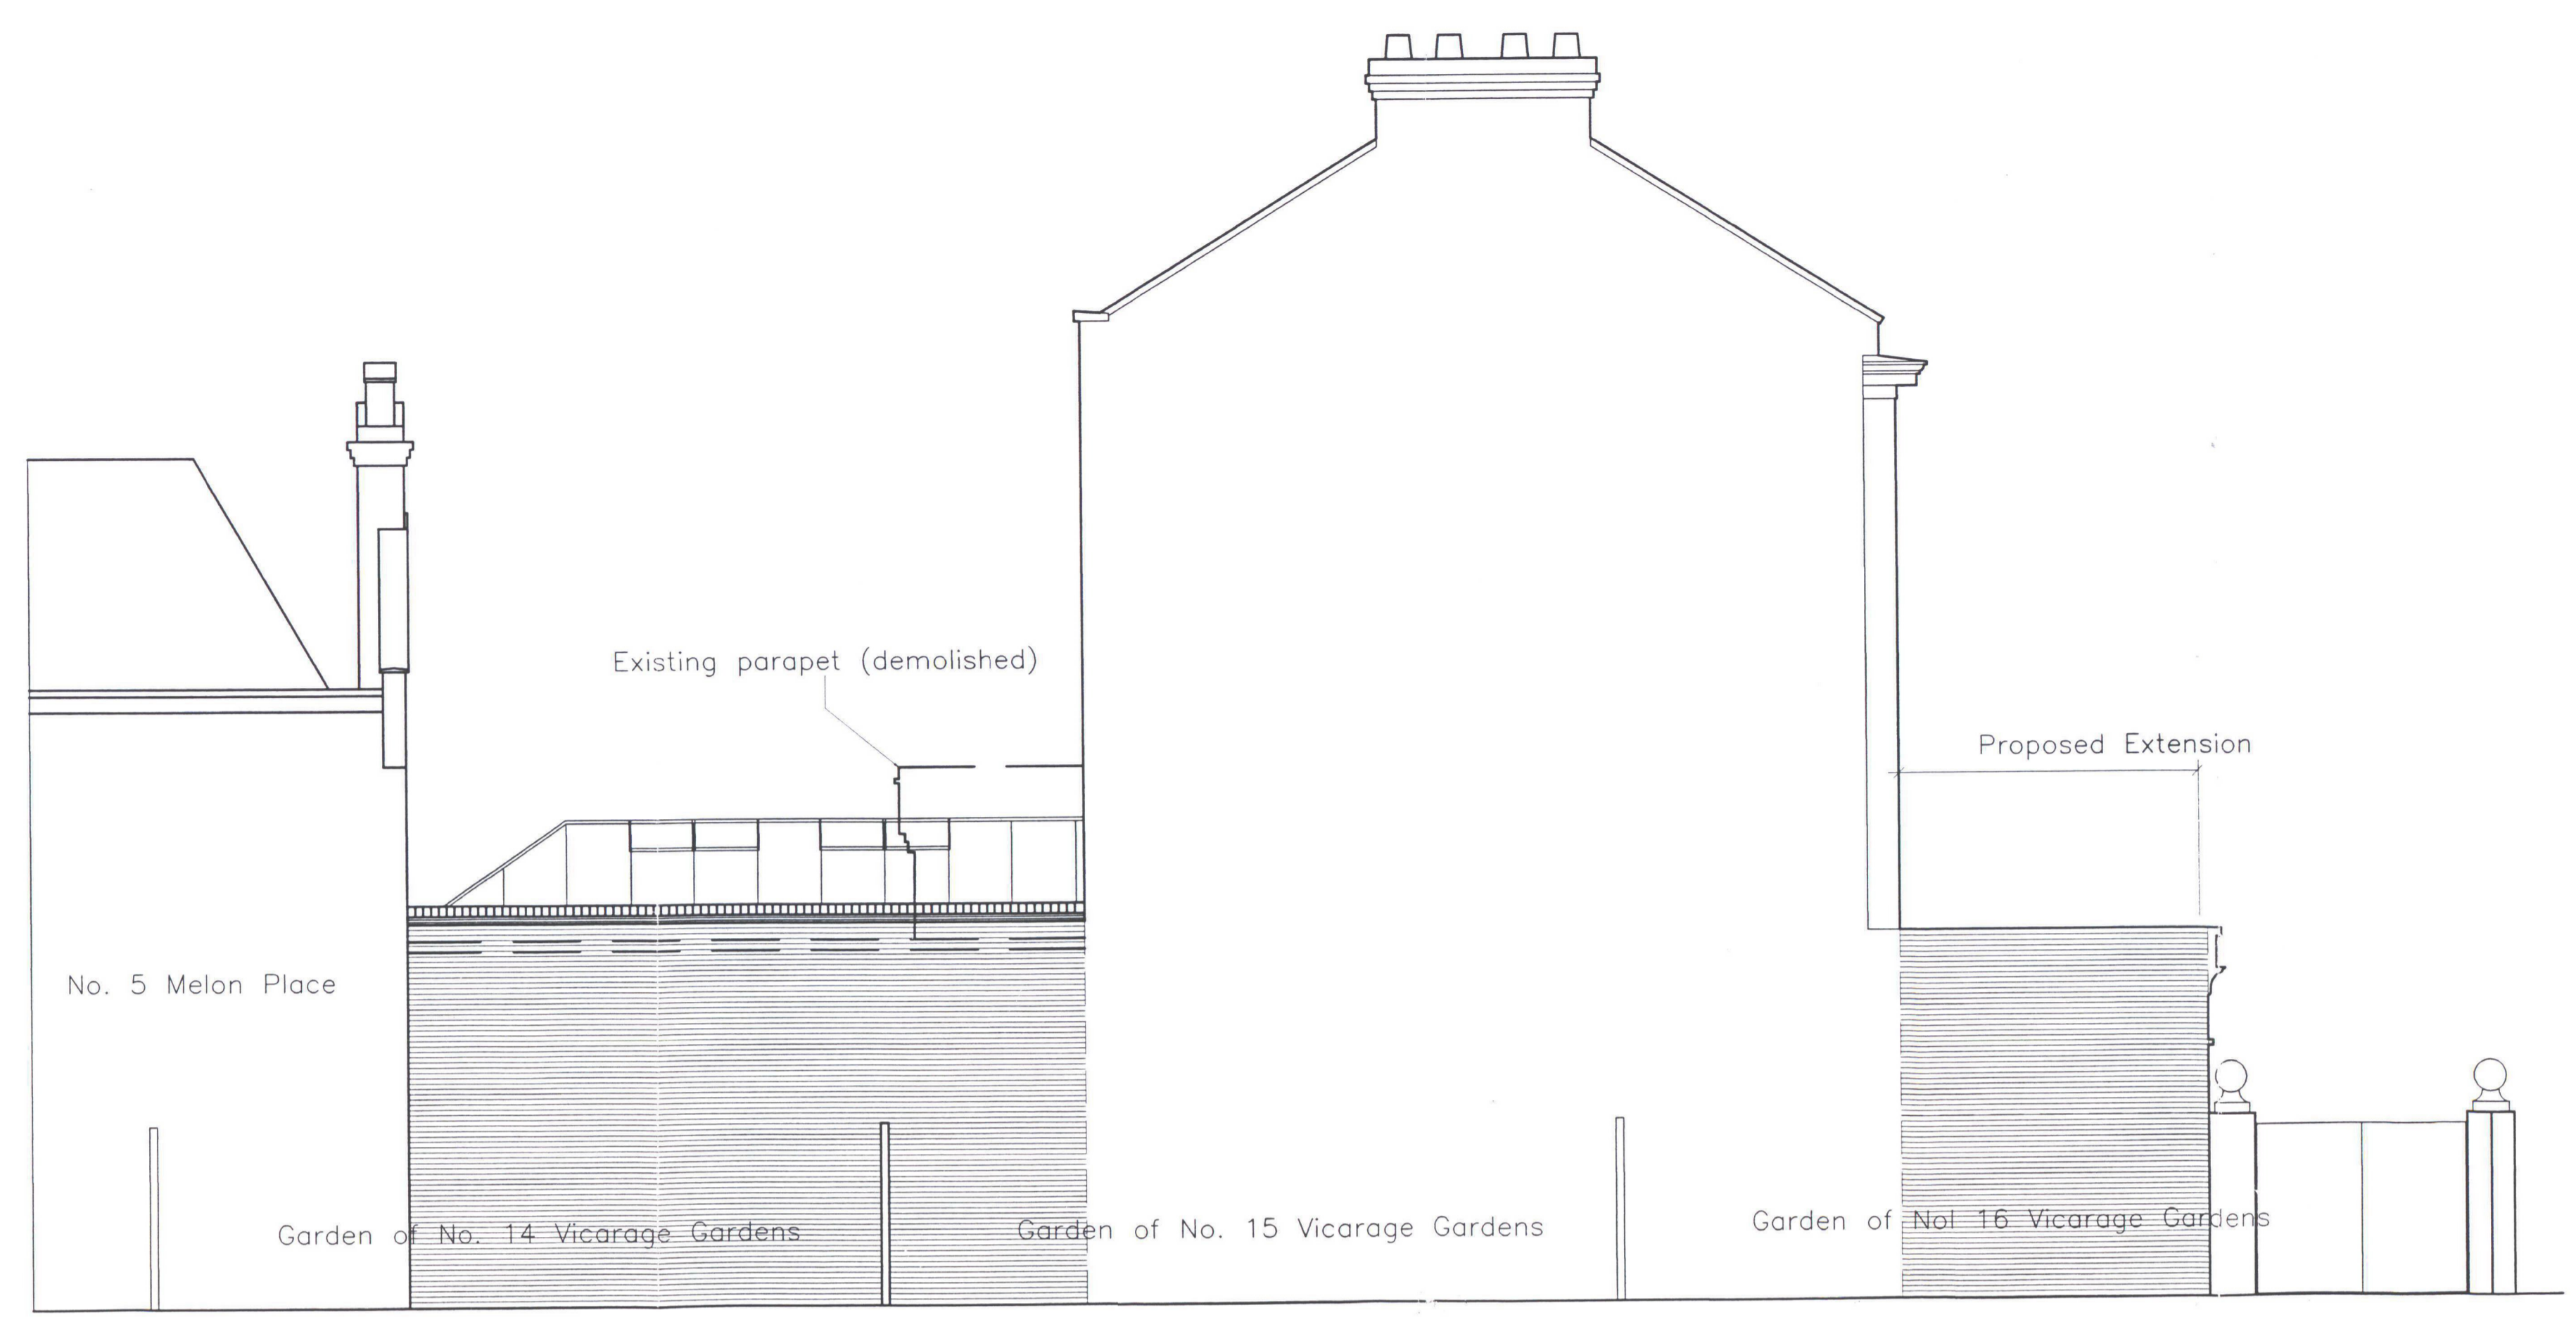 Existing parapet (demolished)
Proposed Extension
No. 5 Melon Place
Garden of No. 14 Vicarage Gardens
Garden of No. 15 Vicarage Gardens
Garden of Nol 16 Vicarage Gardens